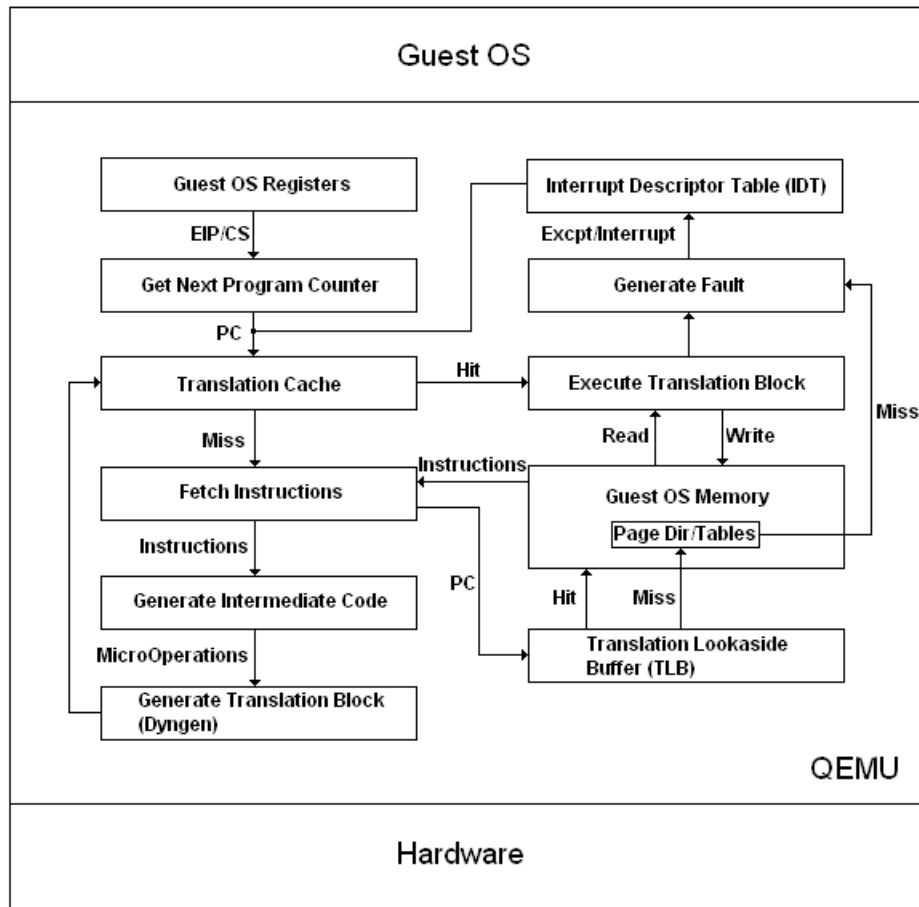 Guest OS
Guest OS Registers
EIP/CS
Get Next Program Counter
PC
Translation Cache
Miss
Fetch Instructions
Instructions
Generate Intermediate Code
MicroOperations
Generate Translation Block
(Dyngen)
Interrupt Descriptor Table (IDT)
Excpt/Interrupt
Generate Fault
Hit
Execute Translation Block
Miss
Read
Write
Instructions
Guest OS Memory
Page Dir/Tables
PC
Hit
Miss
Translation Lookaside
Buffer (TLB)
QEMU
Hardware